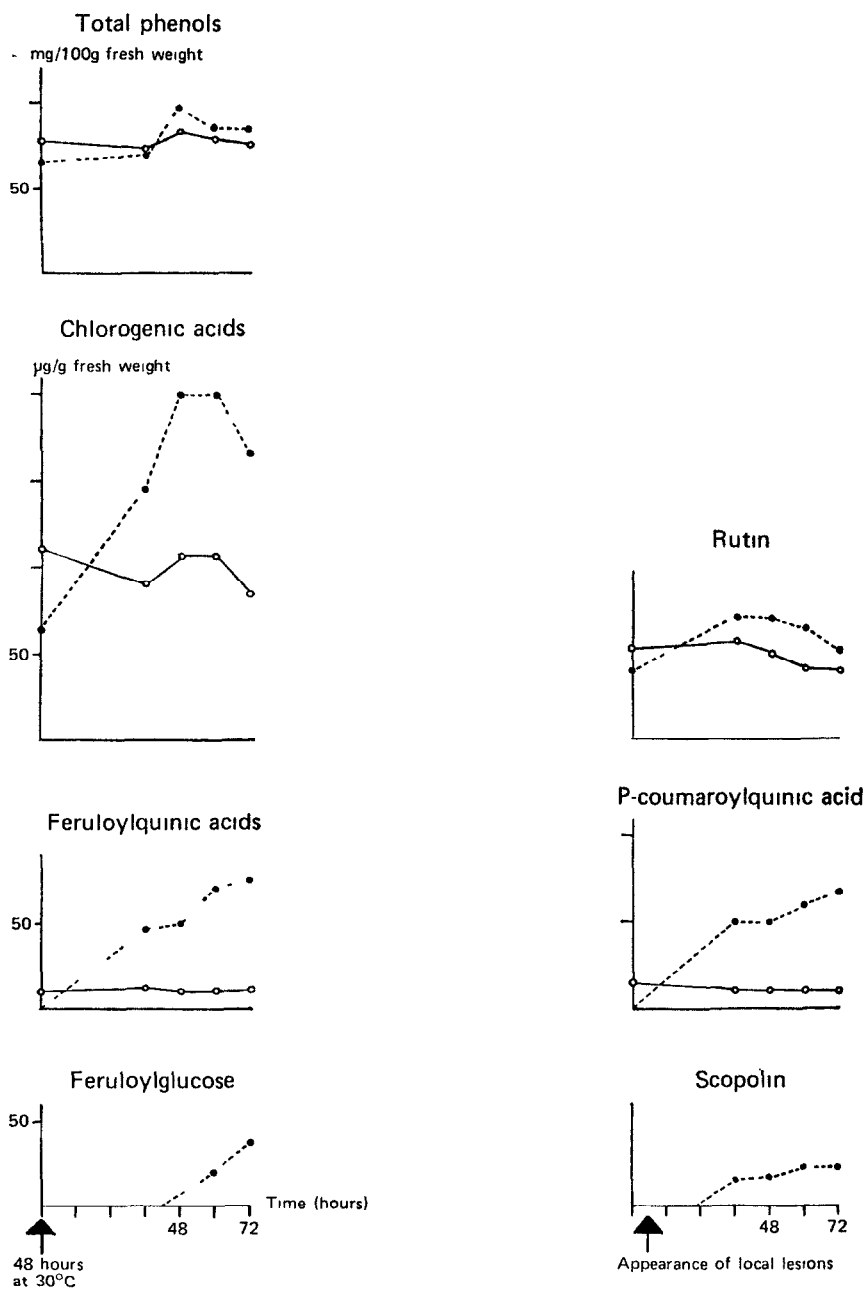 Total phenols
mg/100g fresh weight
50
Chlorogenic acids
µg/g fresh weight
50
Rutin
Feruloylquinic acids
50
P-coumaroylquinic acid
Feruloylglucose
50
Time (hours)
48
72
48 hours
at 30°C
Scopolin
48
72
Appearance of local lesions